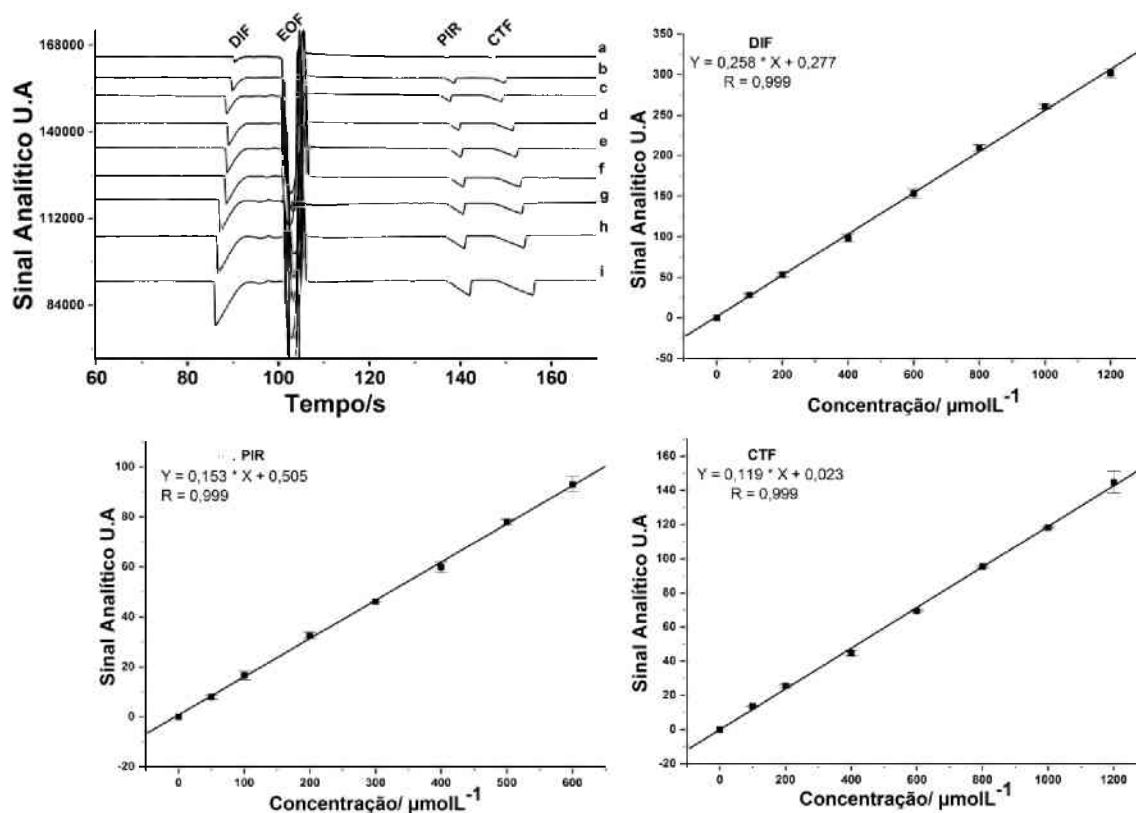 DIF EOF PIR CTF
168000
140000
112000
84000
Sinal Analítico U.A
a
b
c
d
e
f
g
h
i
60 80 100 120 140 160
Tempo/s
DIF
Y = 0,258 * X + 0,277
R = 0,999
350
300
250
200
150
100
50
0
-50
Sinal Analítico U.A
0 200 400 600 800 1000 1200
Concentração/ µmolL-1
PIR
Y = 0,153 * X + 0,505
R = 0,999
100
80
60
40
20
0
-20
Sinal Analítico U.A
0 100 200 300 400 500 600
Concentração/ µmolL-1
CTF
Y = 0,119 * X + 0,023
R = 0,999
160
140
120
100
80
60
40
20
0
-20
Sinal Analítico U.A
0 200 400 600 800 1000 1200
Concentração/ µmolL-1